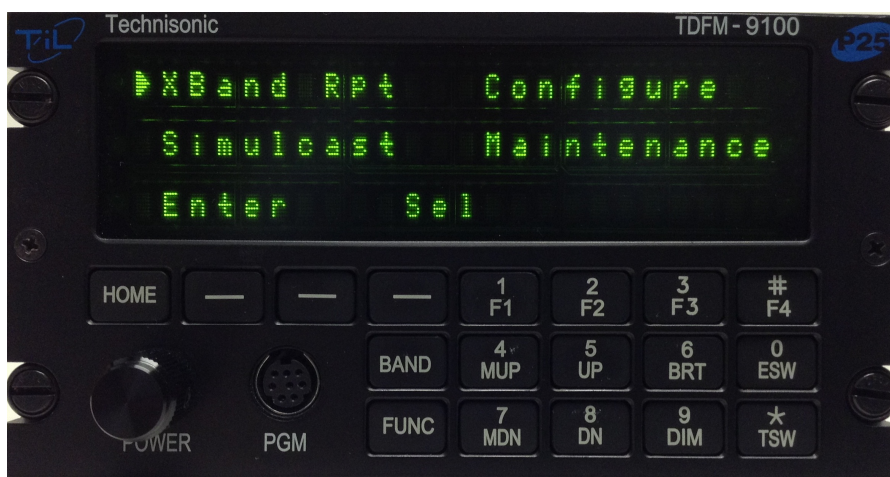 TiL Technisonic TDFM - 9100 P25
XBand Rpt Configure
Simulcast Maintenance
Enter Sel
HOME — — — 1 2 3 #
F1 F2 F3 F4
BAND 4 5 6 0
MUP UP BRT ESW
FUNC 7 8 9 *
MDN DN DIM TSW
POWER PGM